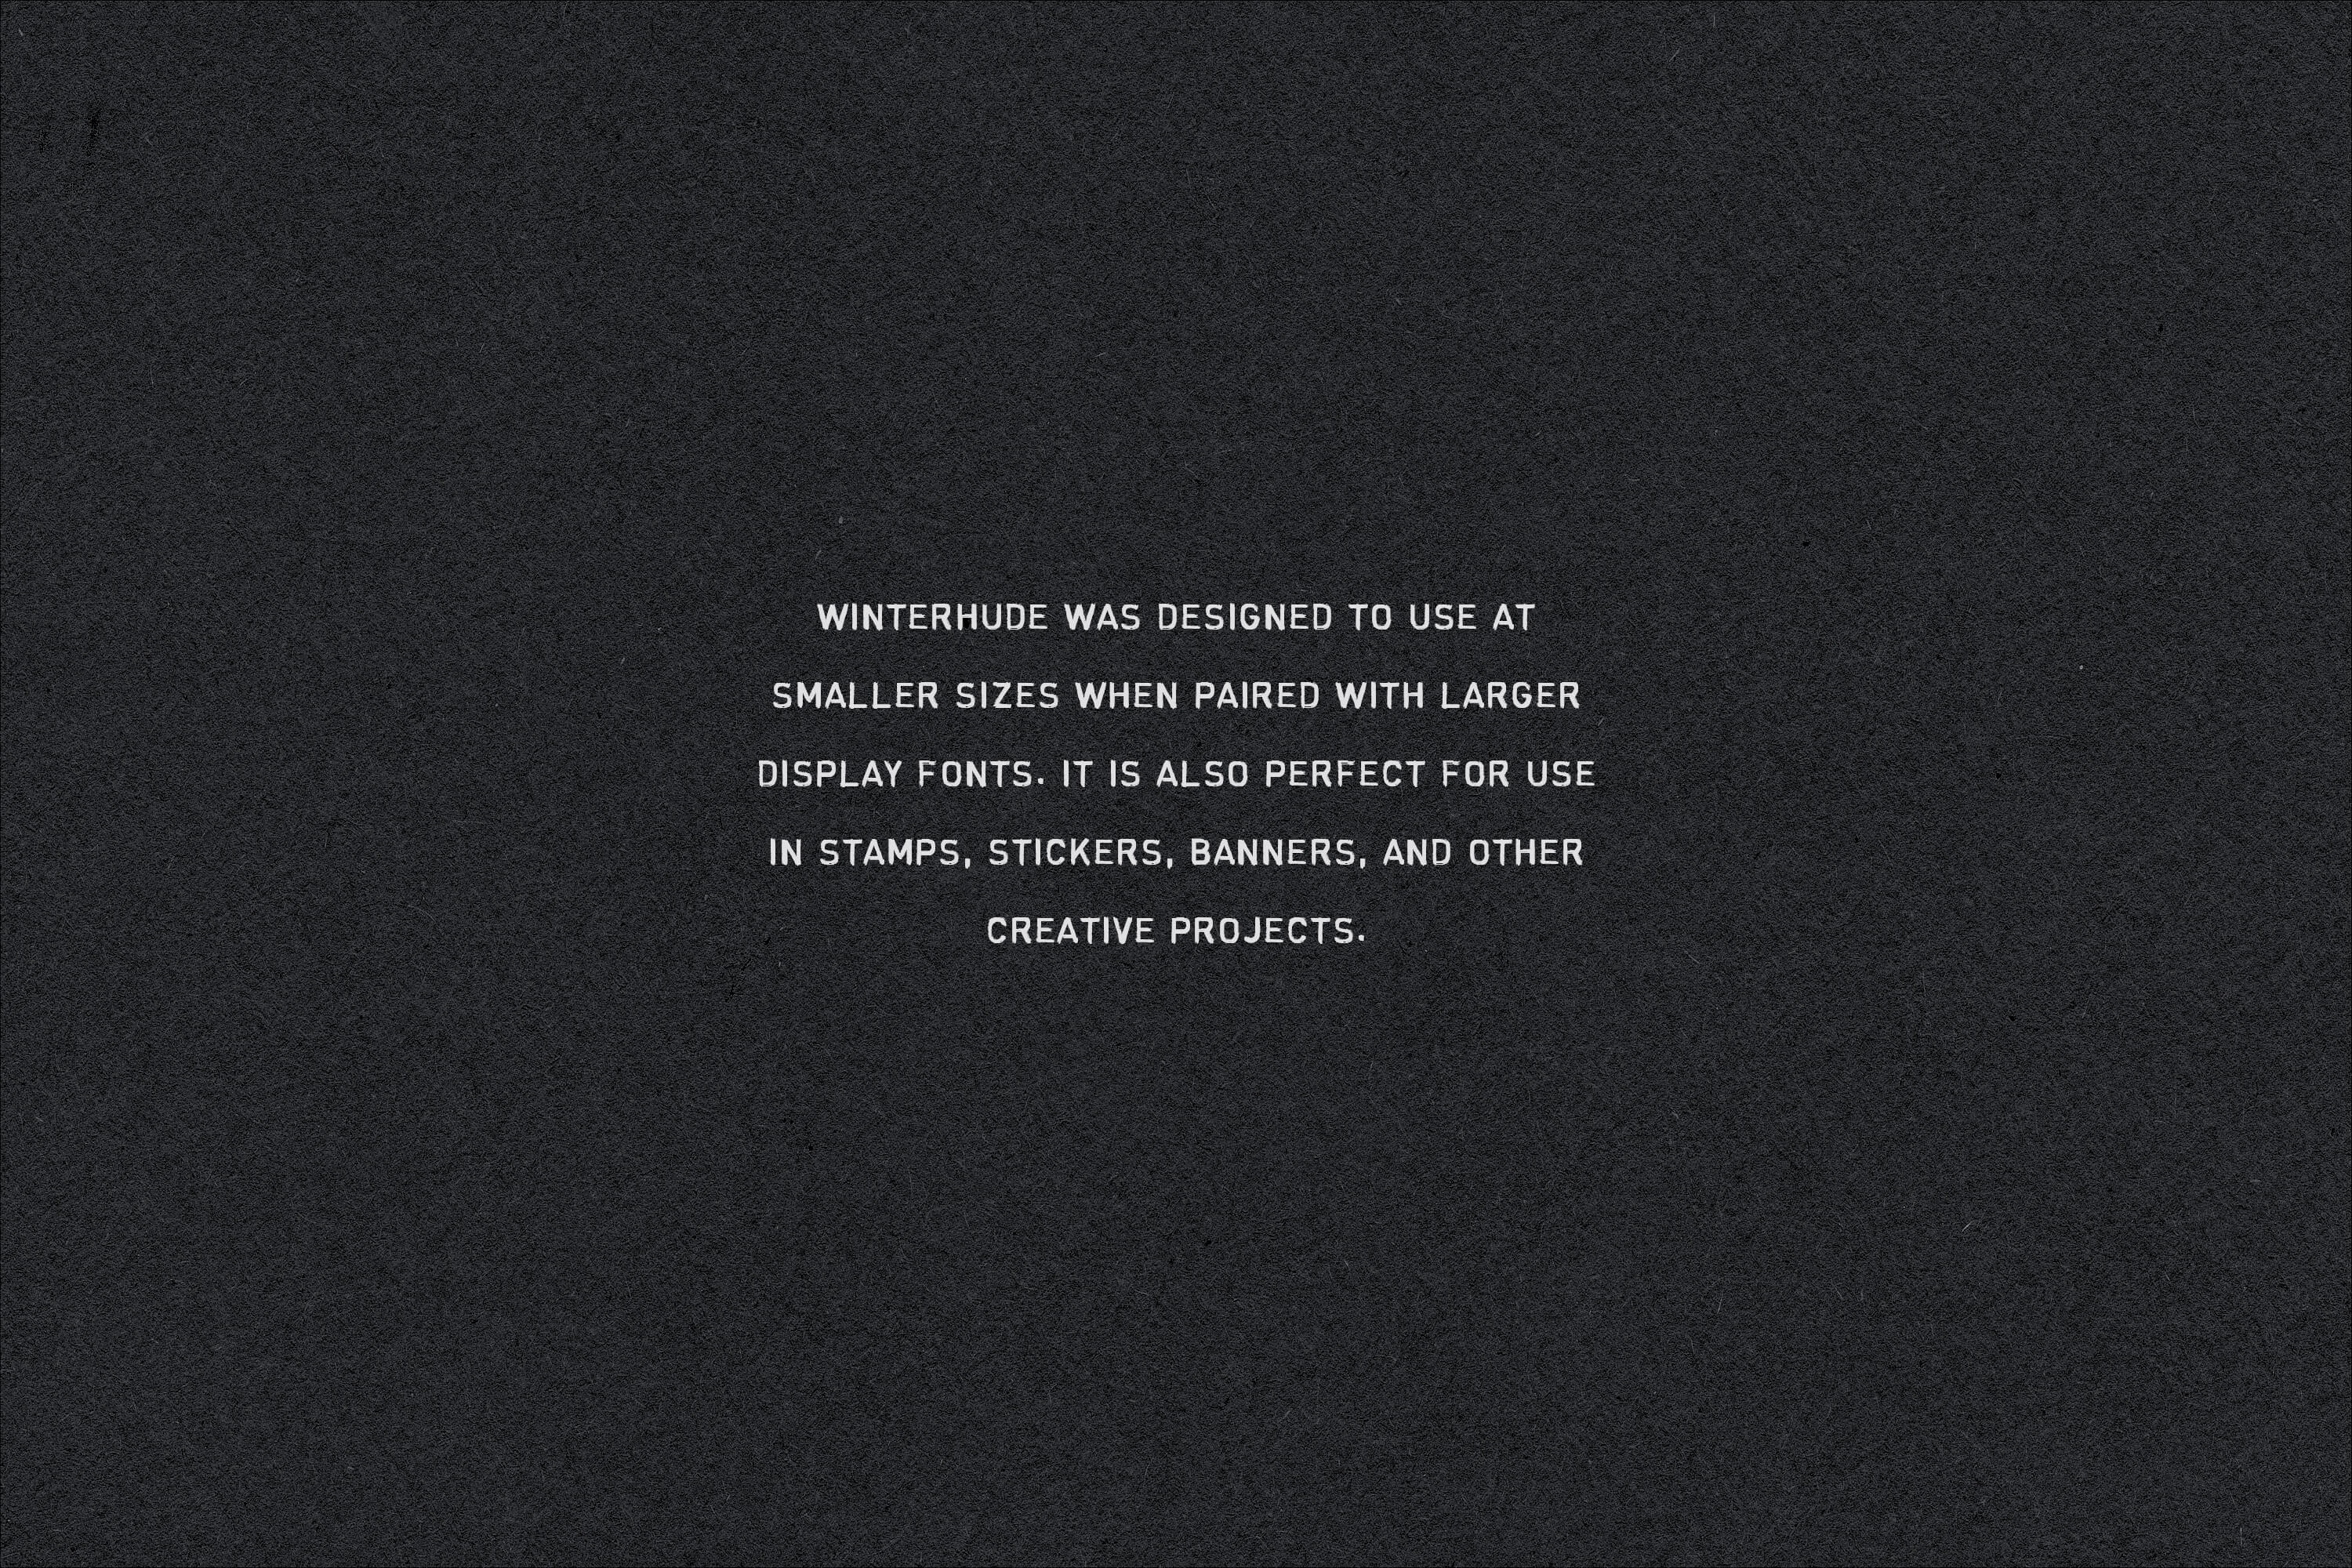 WINTERHUDE WAS DESIGNED TO USE AT
SMALLER SIZES WHEN PAIRED WITH LARGER
DISPLAY FONTS. IT IS ALSO PERFECT FOR USE
IN STAMPS, STICKERS, BANNERS, AND OTHER
CREATIVE PROJECTS.